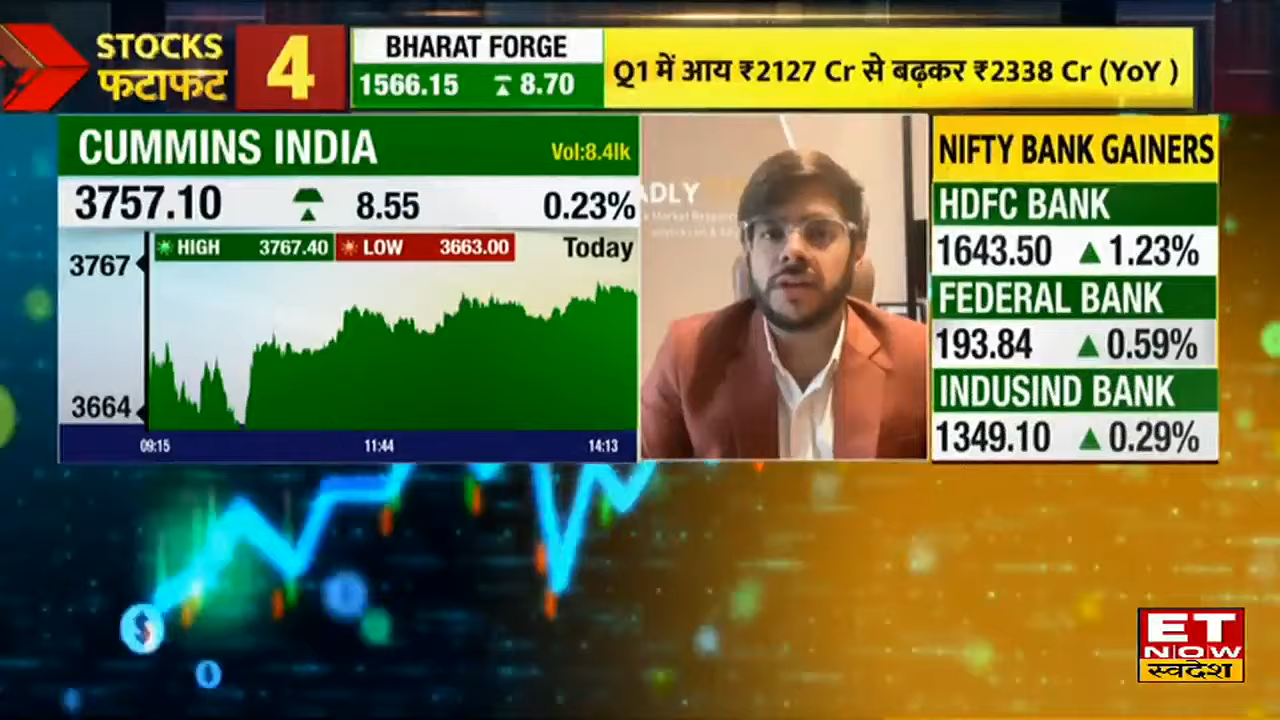 STOCKS
फटाफट
4
BHARAT FORGE
1566.15 8.70
Q1 में आय ₹2127 Cr से बढ़कर ₹2338 Cr (YoY )
CUMMINS INDIA
Vol:8.4lk
3757.10 8.55 0.23%
HIGH 3767.40 LOW 3663.00 Today
3767
3664
09:15 11:44 14:13
ADLY
NIFTY BANK GAINERS
HDFC BANK
1643.50 ▲ 1.23%
FEDERAL BANK
193.84 ▲ 0.59%
INDUSIND BANK
1349.10 ▲ 0.29%
$
$
ET
NOW
स्वदेश